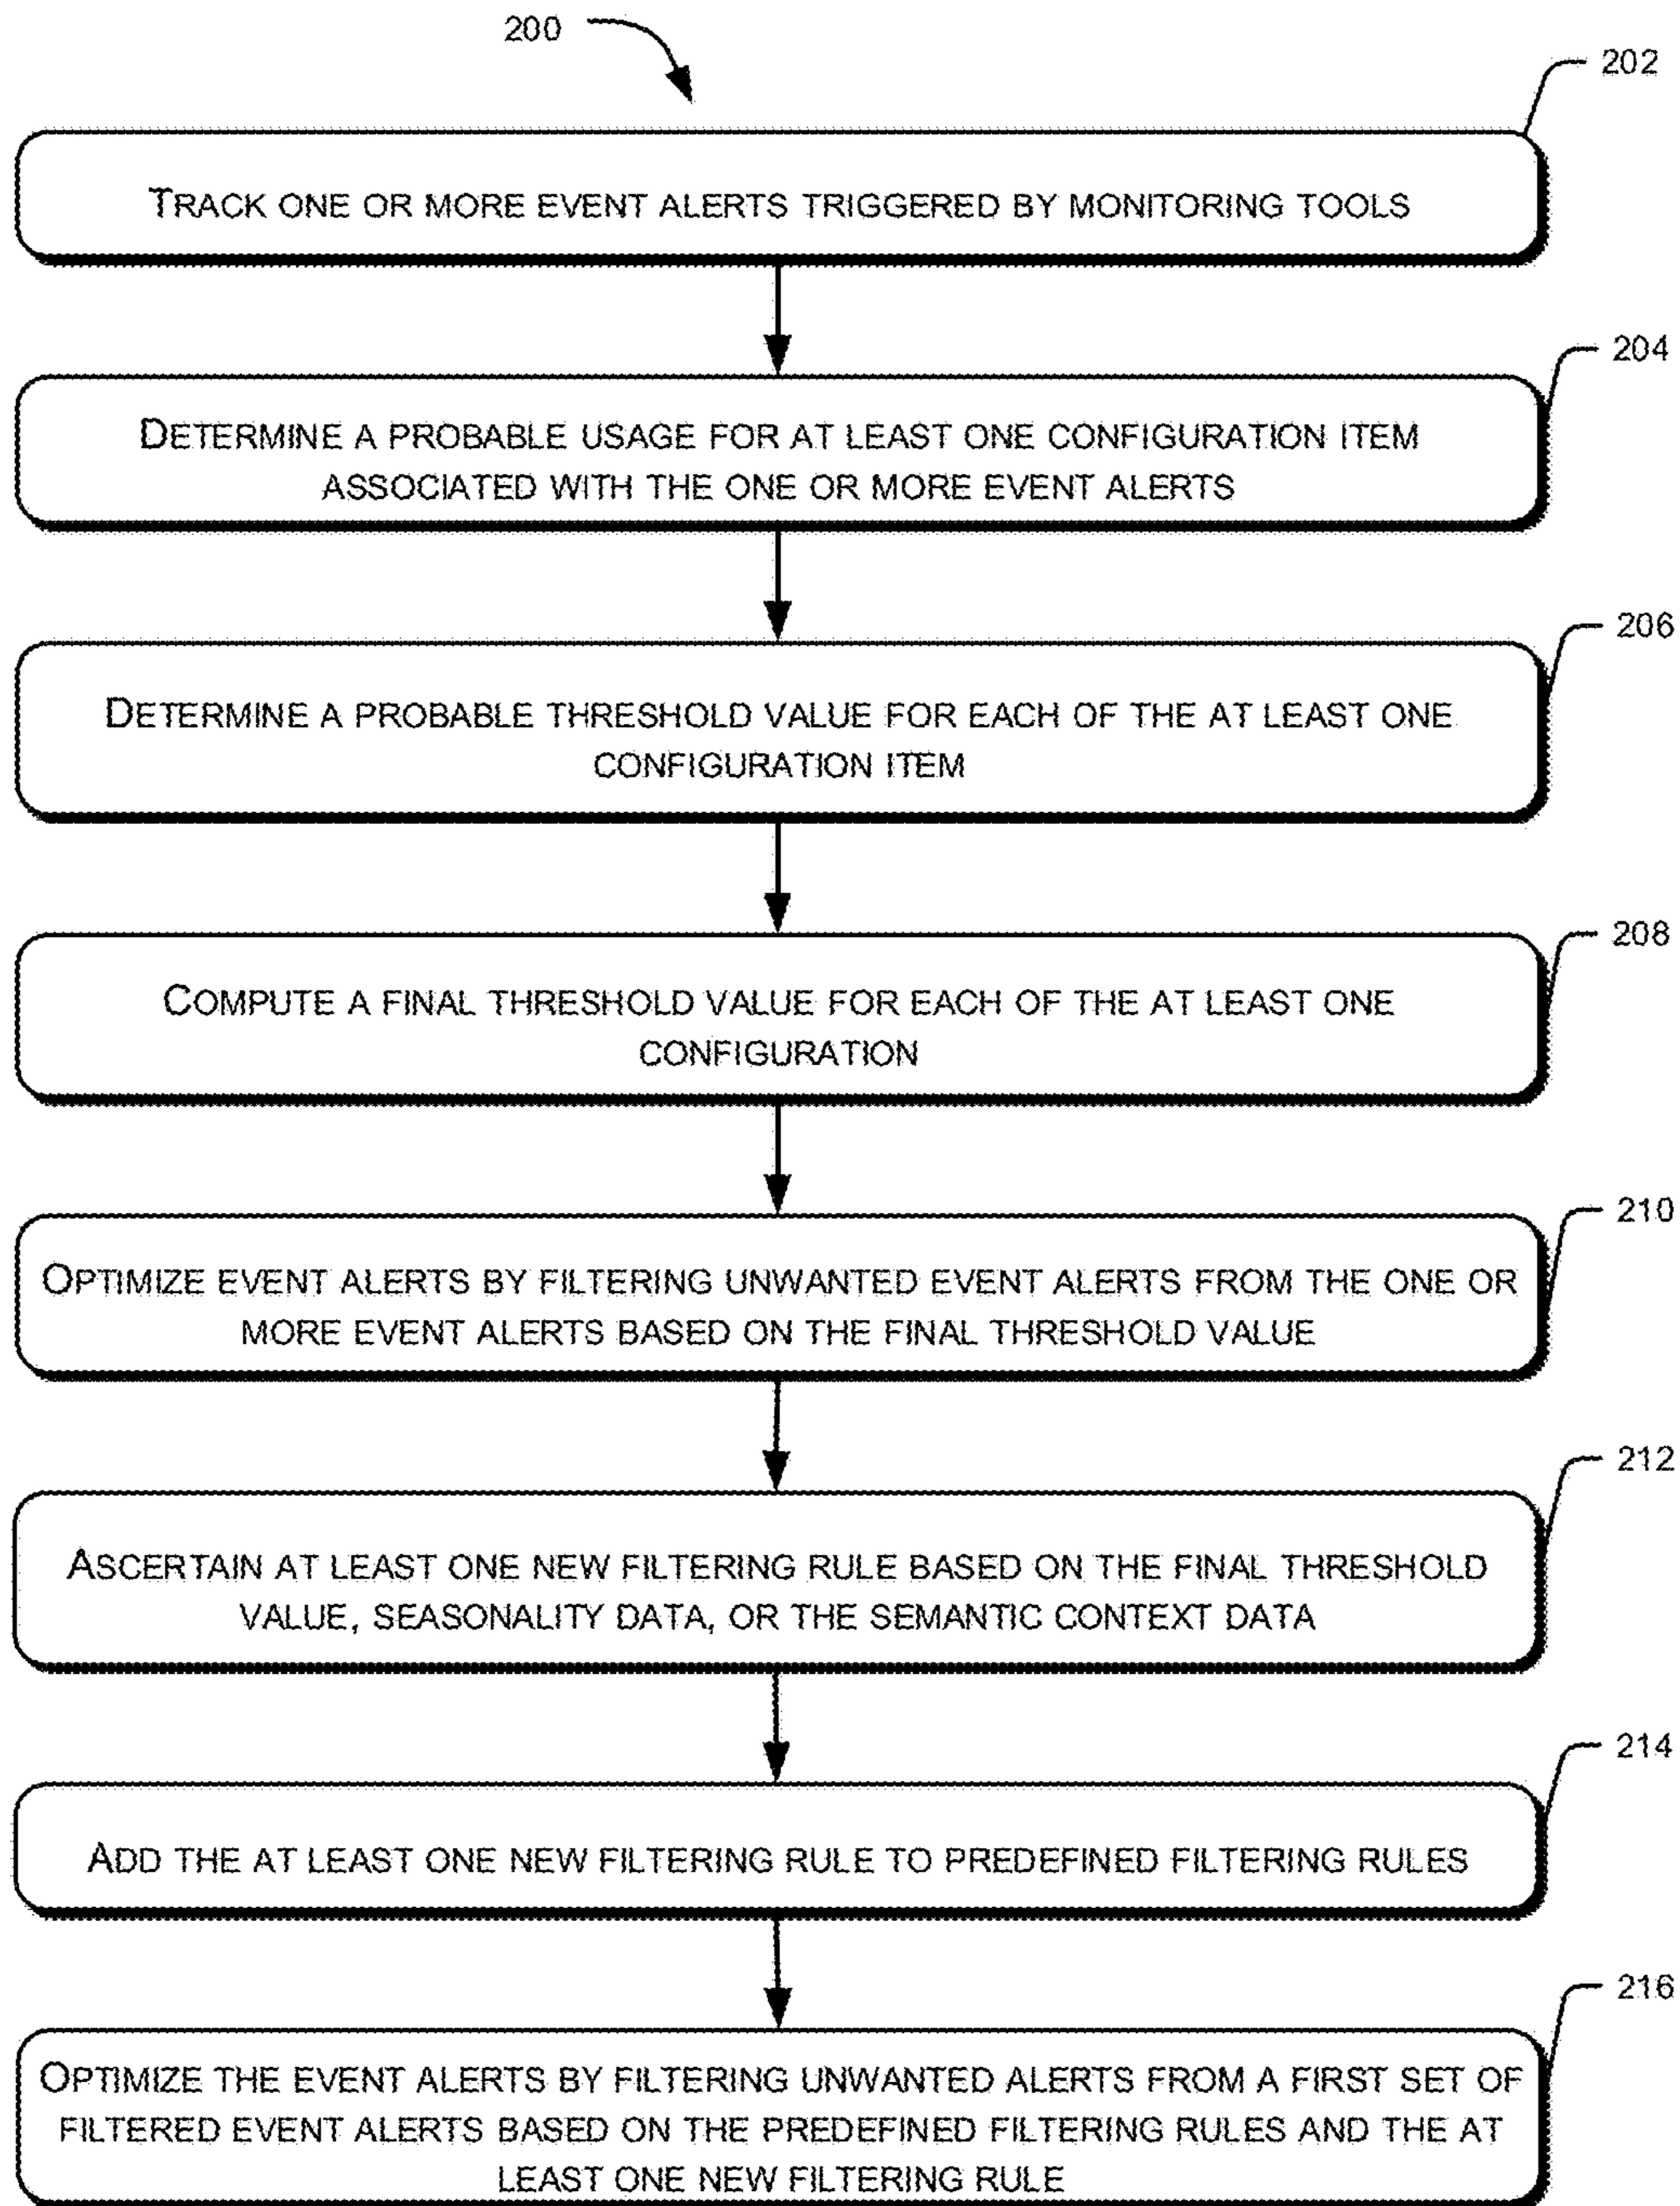 200
202
TRACK ONE OR MORE EVENT ALERTS TRIGGERED BY MONITORING TOOLS
204
DETERMINE A PROBABLE USAGE FOR AT LEAST ONE CONFIGURATION ITEM
ASSOCIATED WITH THE ONE OR MORE EVENT ALERTS
206
DETERMINE A PROBABLE THRESHOLD VALUE FOR EACH OF THE AT LEAST ONE
CONFIGURATION ITEM
208
COMPUTE A FINAL THRESHOLD VALUE FOR EACH OF THE AT LEAST ONE
CONFIGURATION
210
OPTIMIZE EVENT ALERTS BY FILTERING UNWANTED EVENT ALERTS FROM THE ONE OR
MORE EVENT ALERTS BASED ON THE FINAL THRESHOLD VALUE
212
ASCERTAIN AT LEAST ONE NEW FILTERING RULE BASED ON THE FINAL THRESHOLD
VALUE, SEASONALITY DATA, OR THE SEMANTIC CONTEXT DATA
214
ADD THE AT LEAST ONE NEW FILTERING RULE TO PREDEFINED FILTERING RULES
216
OPTIMIZE THE EVENT ALERTS BY FILTERING UNWANTED ALERTS FROM A FIRST SET OF
FILTERED EVENT ALERTS BASED ON THE PREDEFINED FILTERING RULES AND THE AT
LEAST ONE NEW FILTERING RULE